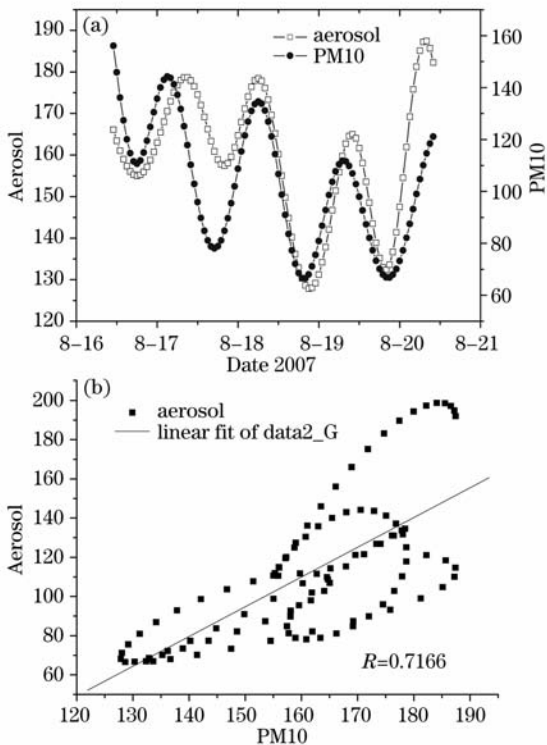 (a)
aerosol
PM10
190
180
170
160
150
140
130
120
Aerosol
140
120
100
80
60
PM10
8-16 8-17 8-18 8-19 8-20 8-21
Date 2007
(b)
aerosol
linear fit of data2_G
200
180
160
140
120
100
80
60
Aerosol
R=0.7166
120 130 140 150 160 170 180 190
PM10